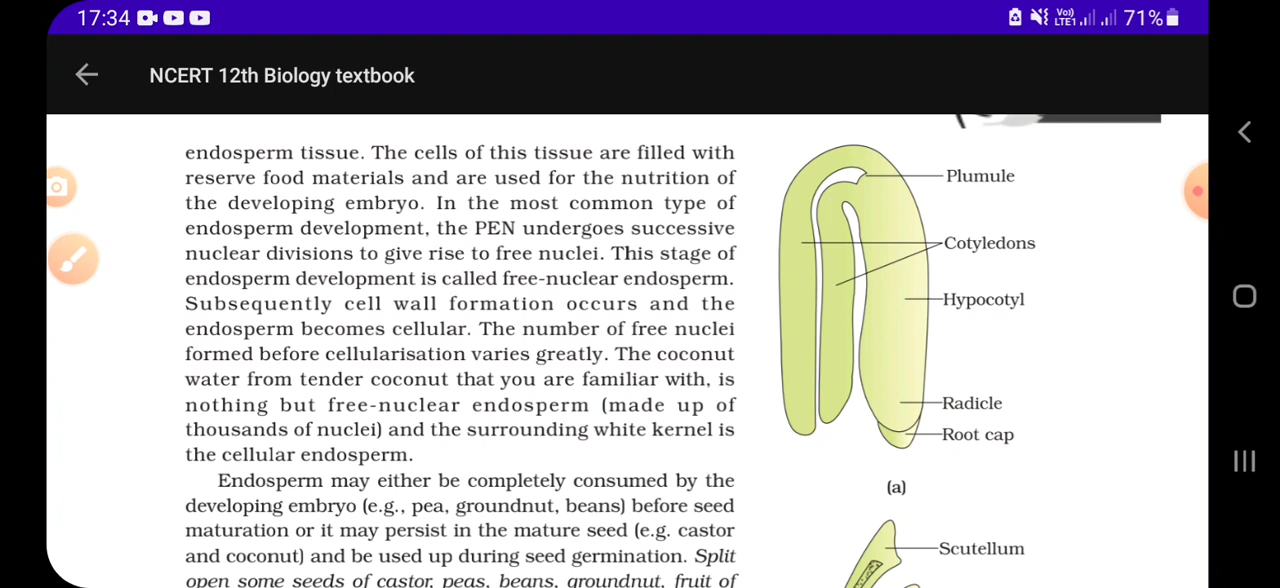 17:34
Vo)) LTE1 71%
NCERT 12th Biology textbook
endosperm tissue. The cells of this tissue are filled with
reserve food materials and are used for the nutrition of
the developing embryo. In the most common type of
endosperm development, the PEN undergoes successive
nuclear divisions to give rise to free nuclei. This stage of
endosperm development is called free-nuclear endosperm.
Subsequently cell wall formation occurs and the
endosperm becomes cellular. The number of free nuclei
formed before cellularisation varies greatly. The coconut
water from tender coconut that you are familiar with, is
nothing but free-nuclear endosperm (made up of
thousands of nuclei) and the surrounding white kernel is
the cellular endosperm.
Endosperm may either be completely consumed by the
developing embryo (e.g., pea, groundnut, beans) before seed
maturation or it may persist in the mature seed (e.g. castor
and coconut) and be used up during seed germination. Split
open some seeds of castor, peas, beans, groundnut, fruit of
Plumule
Cotyledons
Hypocotyl
Radicle
Root cap
(a)
Scutellum